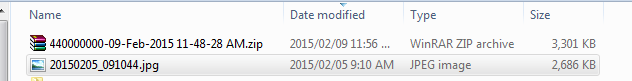 Name Date modified Type Size
440000000-09-Feb-2015 11-48-28 AM.zip 2015/02/09 11:56 ... WinRAR ZIP archive 3,301 KB
20150205_091044.jpg 2015/02/05 9:10 AM JPEG image 2,686 KB